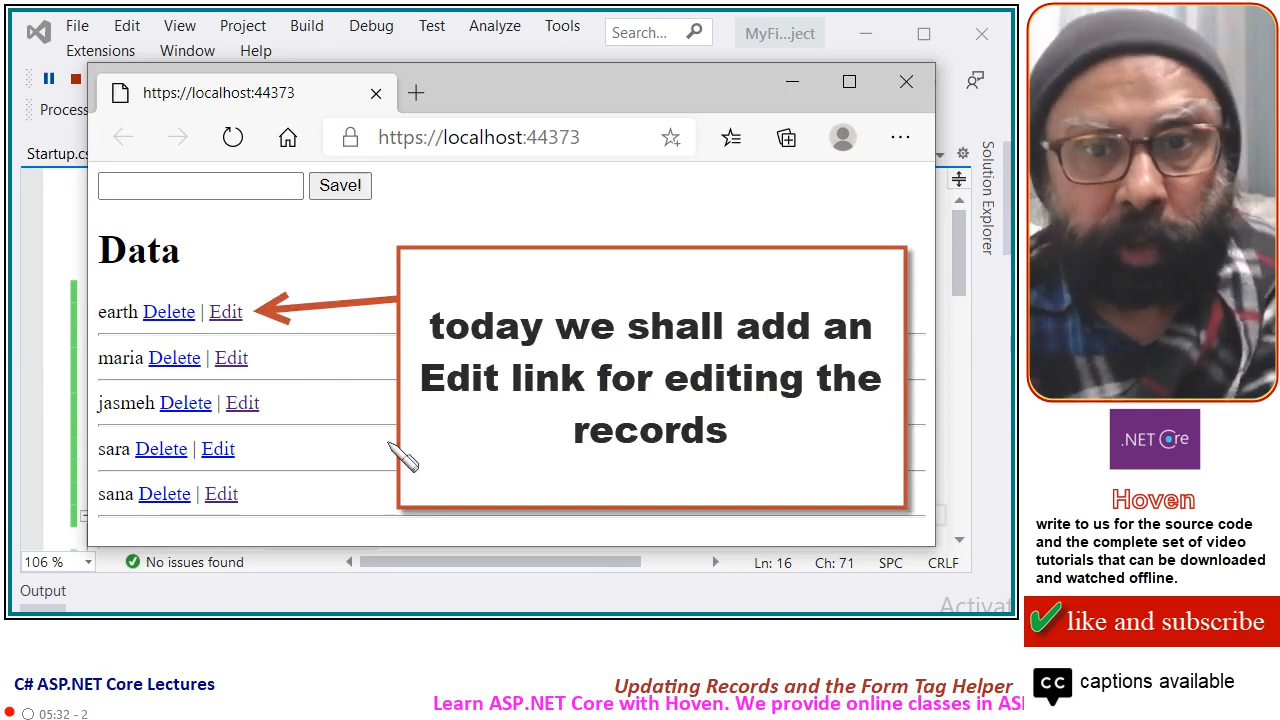 File Edit View Project Build Debug Test Analyze Tools Search... MyFi...ject
Extensions Window Help
https://localhost:44373
Process
https://localhost:44373
Startup.cs
Solution Explorer
Save!
Data
earth Delete | Edit
maria Delete | Edit
jasmeh Delete | Edit
sara Delete | Edit
sana Delete | Edit
today we shall add an
Edit link for editing the
records
106 % No issues found Ln: 16 Ch: 71 SPC CRLF
Output
Activat
.NET Core
Hoven
write to us for the source code
and the complete set of video
tutorials that can be downloaded
and watched offline.
like and subscribe
CC captions available
C# ASP.NET Core Lectures
Updating Records and the Form Tag Helper
Learn ASP.NET Core with Hoven. We provide online classes in AS
05:32 - 2